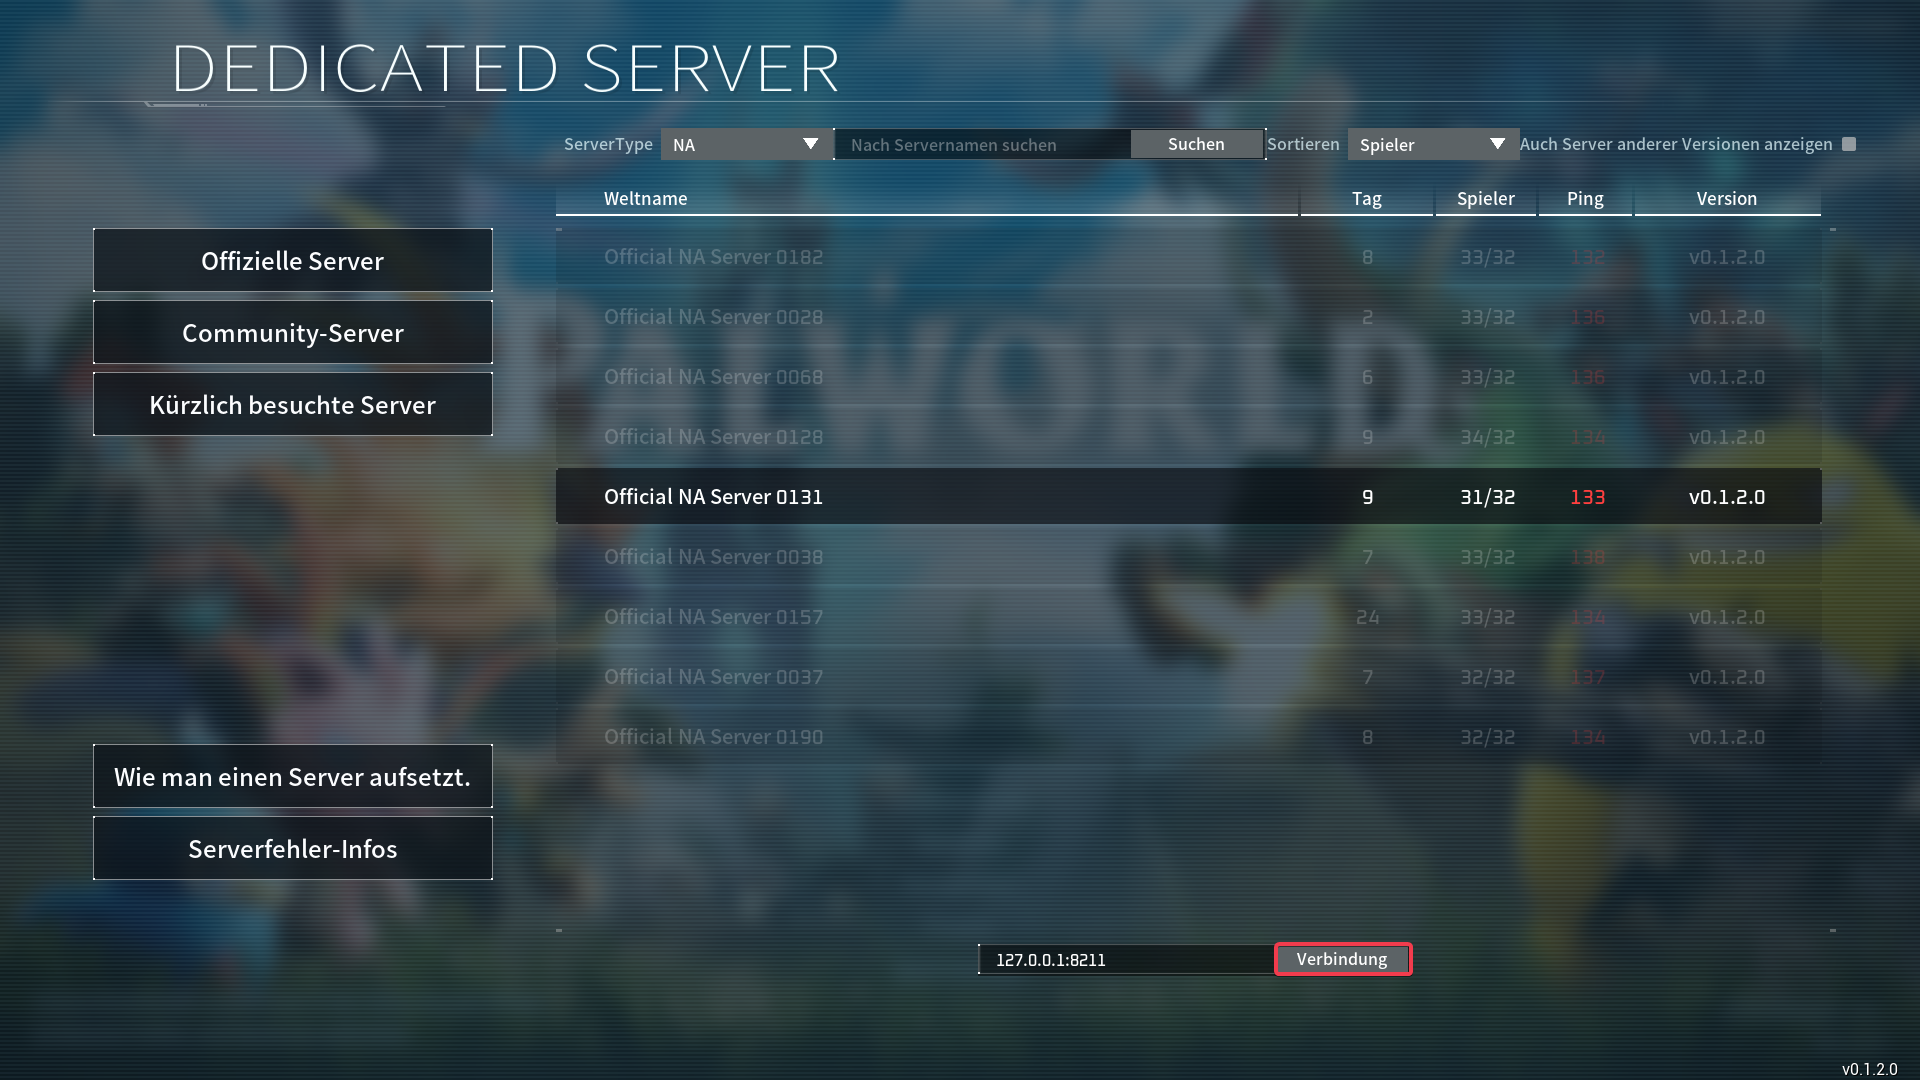 DEDICATED SERVER
ServerType NA Nach Servernamen suchen Suchen Sortieren Spieler Auch Server anderer Versionen anzeigen
Weltname Tag Spieler Ping Version
Offizielle Server
Community-Server
Kürzlich besuchte Server
Wie man einen Server aufsetzt.
Serverfehler-Infos
Official NA Server 0182 8 33/32 132 v0.1.2.0
Official NA Server 0028 2 33/32 136 v0.1.2.0
Official NA Server 0068 6 33/32 136 v0.1.2.0
Official NA Server 0128 9 34/32 134 v0.1.2.0
Official NA Server 0131 9 31/32 133 v0.1.2.0
Official NA Server 0038 7 33/32 138 v0.1.2.0
Official NA Server 0157 24 33/32 134 v0.1.2.0
Official NA Server 0037 7 32/32 137 v0.1.2.0
Official NA Server 0190 8 32/32 134 v0.1.2.0
PALWORLD
127.0.0.1:8211 Verbindung
v0.1.2.0